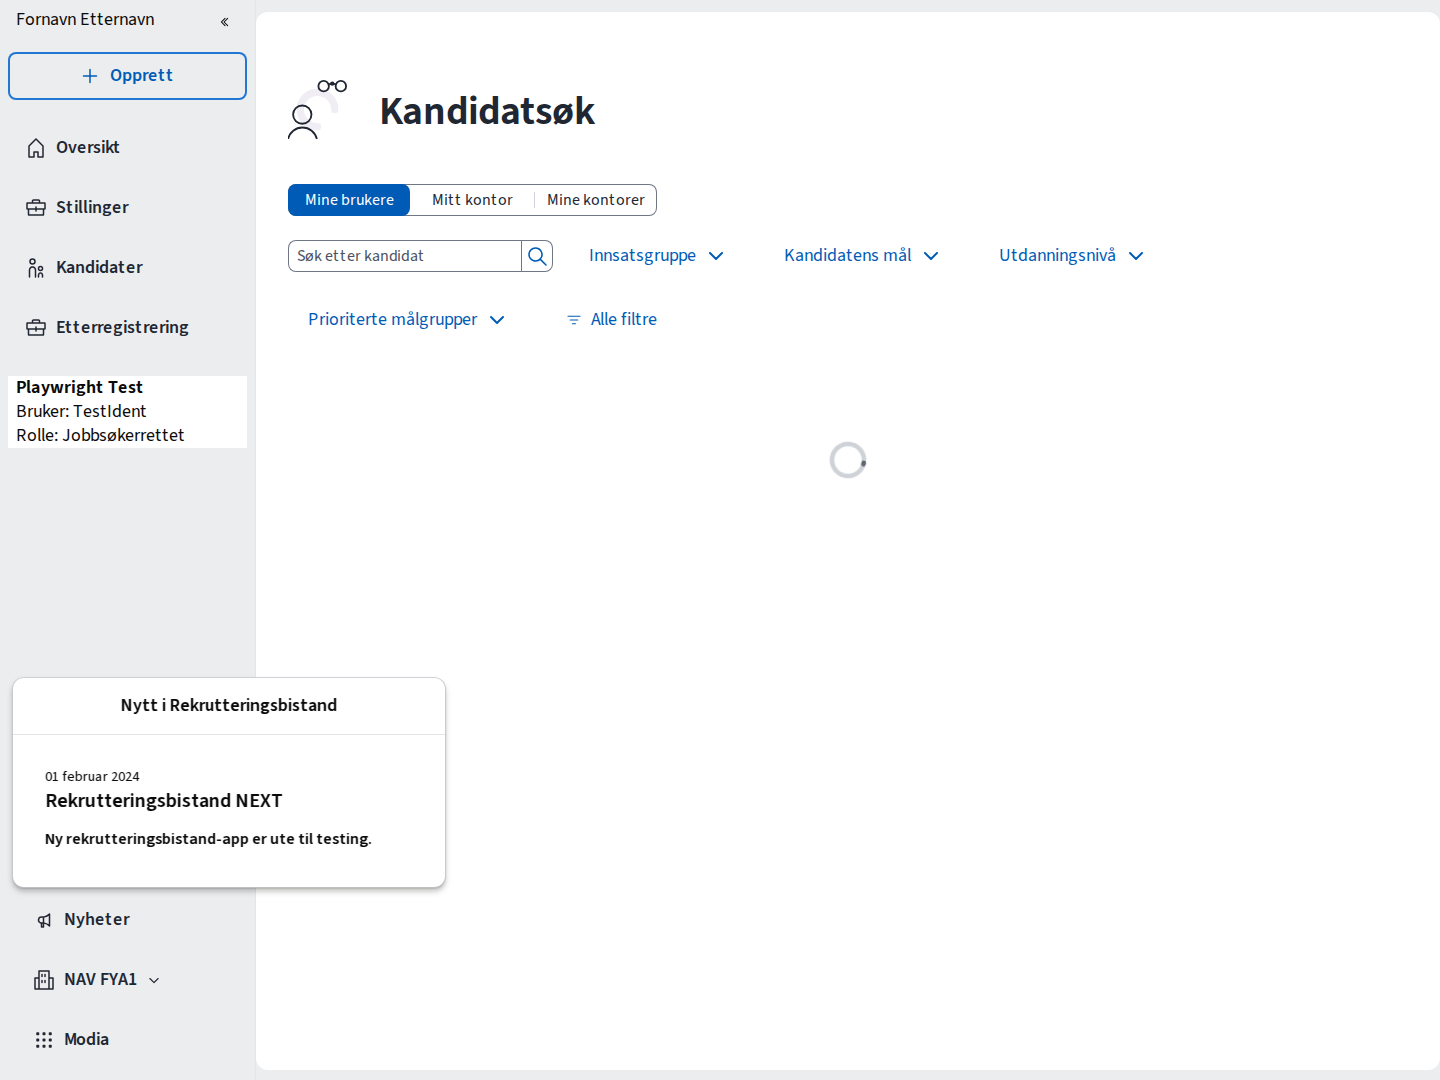 Fornavn Etternavn
Opprett
Oversikt
Stillinger
Kandidater
Etterregistrering
Playwright Test
Bruker: TestIdent
Rolle: Jobbsøkerrettet
Kandidatsøk
Mine brukere Mitt kontor Mine kontorer
Søk etter kandidat Innsatsgruppe Kandidatens mål Utdanningsnivå
Prioriterte målgrupper Alle filtre
Nytt i Rekrutteringsbistand
01 februar 2024
Rekrutteringsbistand NEXT
Ny rekrutteringsbistand-app er ute til testing.
Nyheter
NAV FYA1
Modia